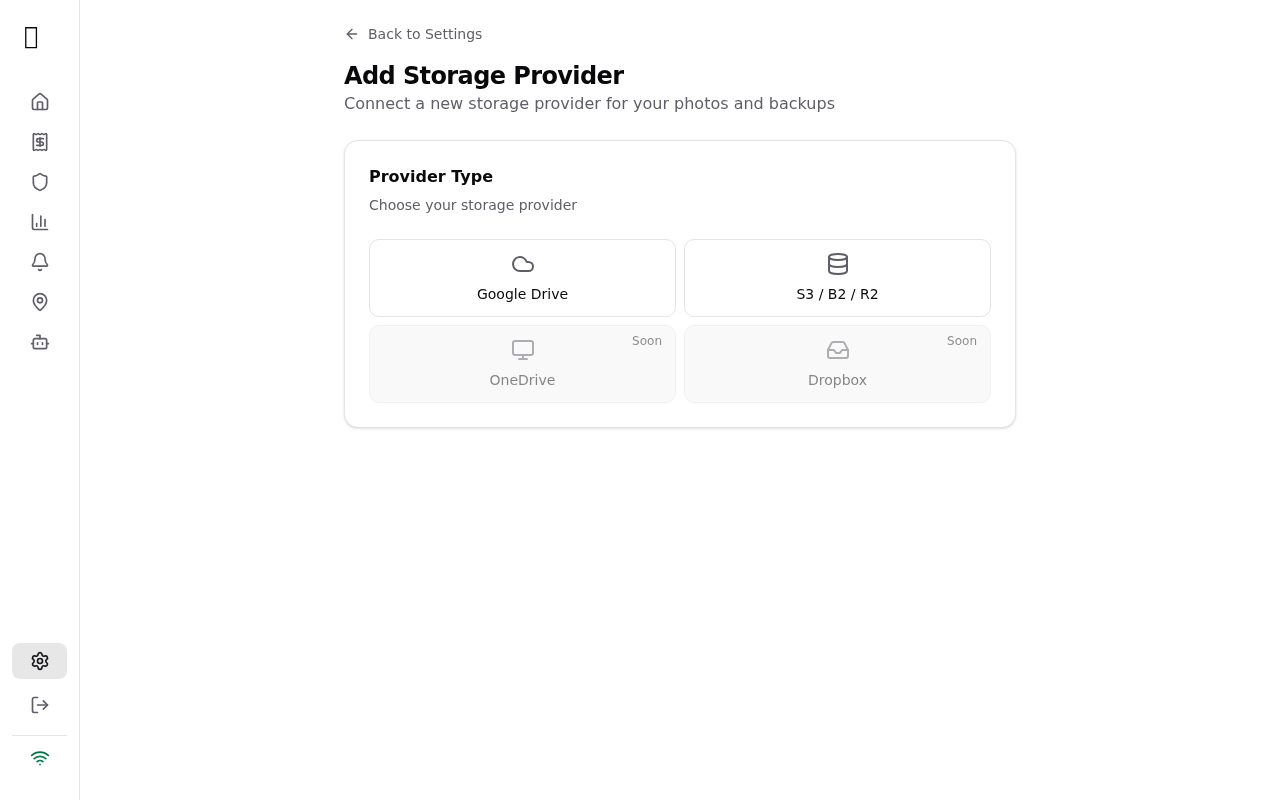 Back to Settings
Add Storage Provider
Connect a new storage provider for your photos and backups
Provider Type
Choose your storage provider
Google Drive
S3 / B2 / R2
Soon
OneDrive
Soon
Dropbox